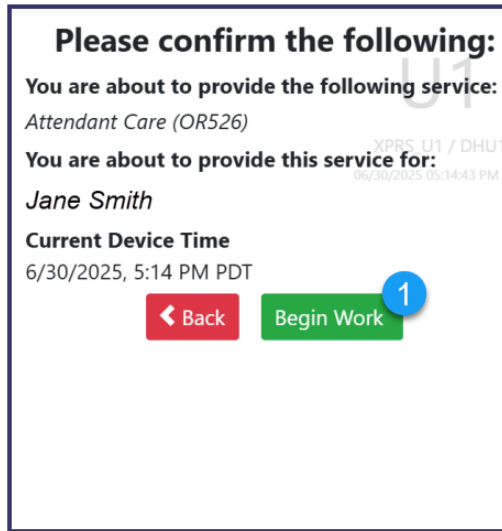 Please confirm the following:
U1
You are about to provide the following service:
Attendant Care (OR526)
XPRS_U1 / DHU1
You are about to provide this service for:
06/30/2025 05:14:43 PM
Jane Smith
Current Device Time
6/30/2025, 5:14 PM PDT
1
Back
Begin Work